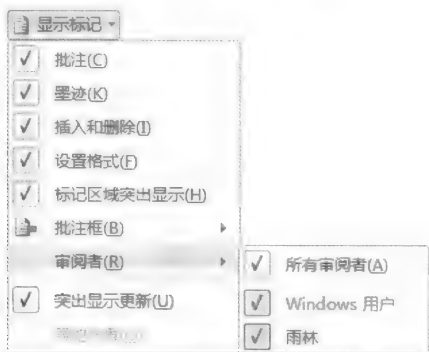 显示标记
批注(C)
墨迹(K)
插入和删除(I)
设置格式(F)
标记区域突出显示(H)
批注框(B)
审阅者(R)
所有审阅者(A)
突出显示更新(U)
Windows 用户
雨林